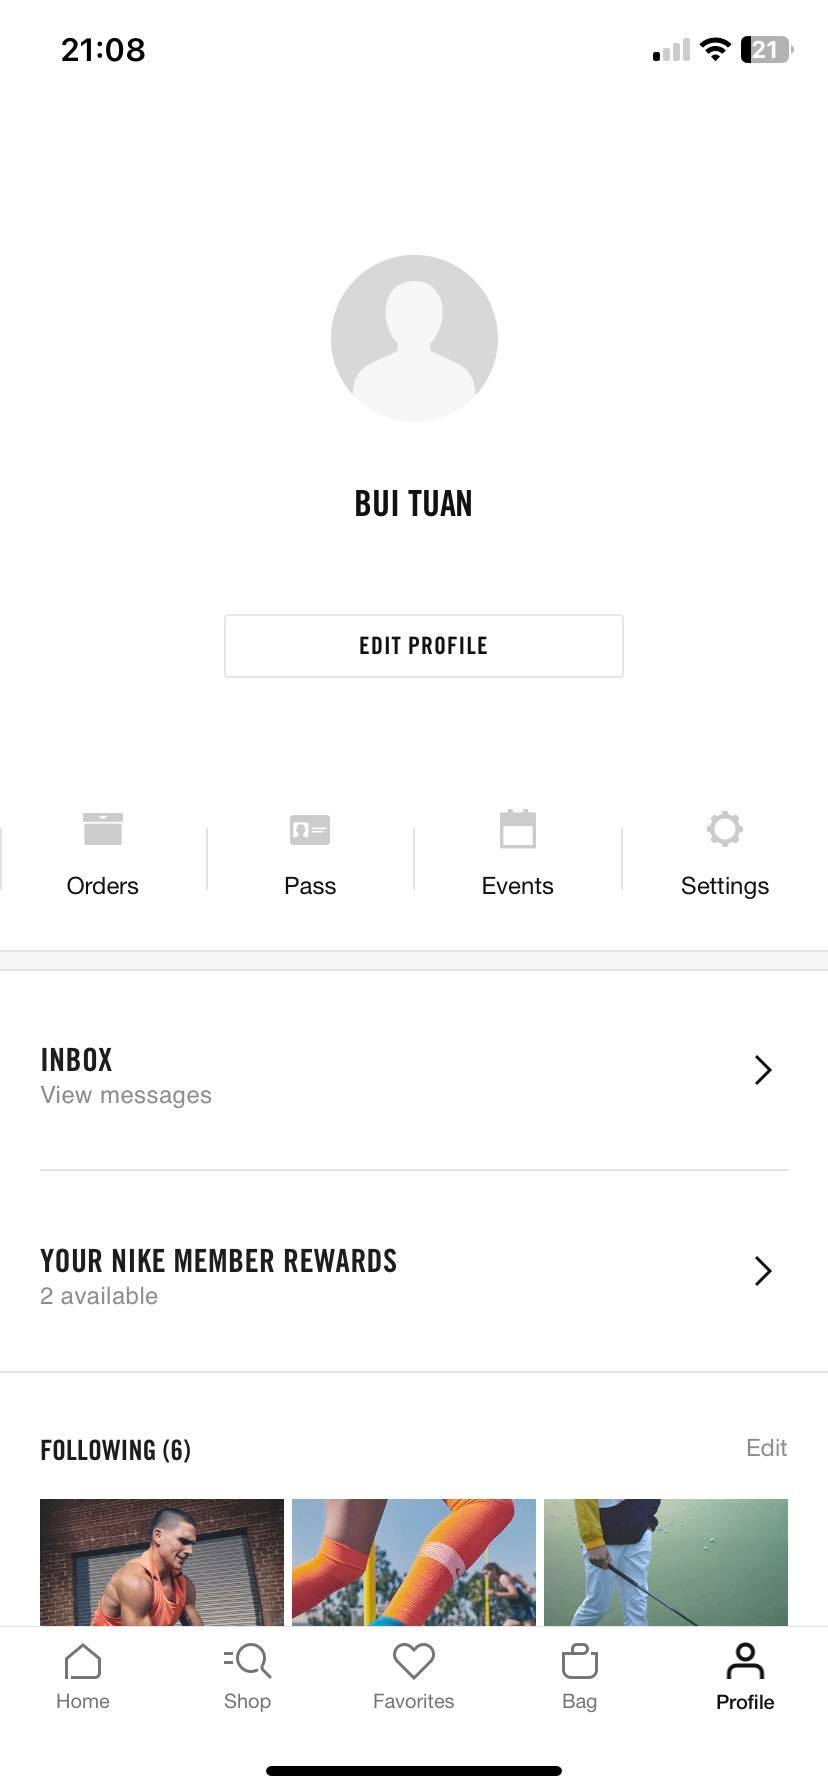 21:08
21
BUI TUAN
EDIT PROFILE
Orders
Pass
Events
Settings
INBOX
View messages
YOUR NIKE MEMBER REWARDS
2 available
FOLLOWING (6)
Edit
Home
Shop
Favorites
Bag
Profile